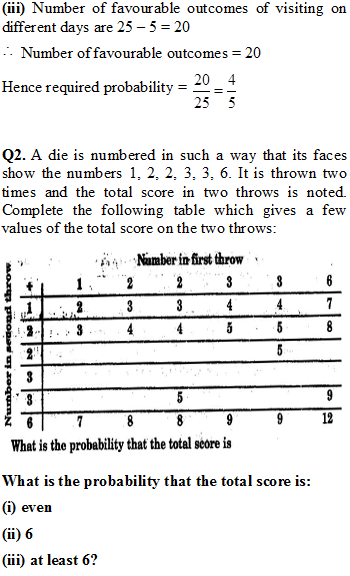 (iii) Number of favourable outcomes of visiting on
different days are 25 – 5 = 20
∴ Number of favourable outcomes = 20
Hence required probability = 20/25 = 4/5
Q2. A die is numbered in such a way that its faces
show the numbers 1, 2, 2, 3, 3, 6. It is thrown two
times and the total score in two throws is noted.
Complete the following table which gives a few
values of the total score on the two throws:
Number in first throw
Number in second throw
+ 1 2 2 3 3 6
1 2 3 3 4 4 7
2 3 4 4 5 5 8
2 5
3
3 5 9
6 7 8 8 9 9 12
What is the probability that the total score is
What is the probability that the total score is:
(i) even
(ii) 6
(iii) at least 6?